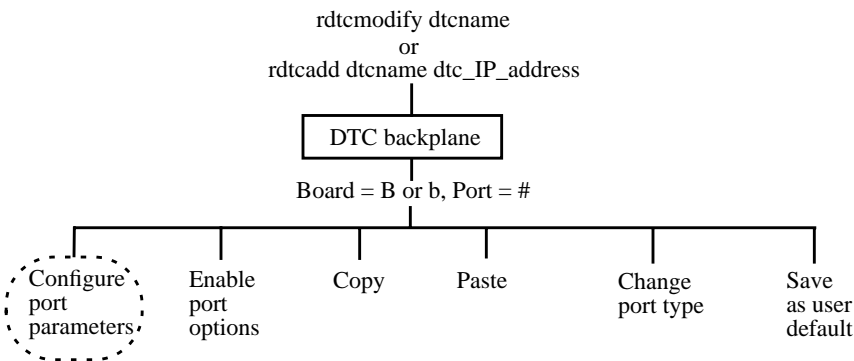 rdtcmodify dtcname
or
rdtcadd dtcname dtc_IP_address
DTC backplane
Board = B or b, Port = #
Configure
port
parameters
Enable
port
options
Copy
Paste
Change
port type
Save
as user
default